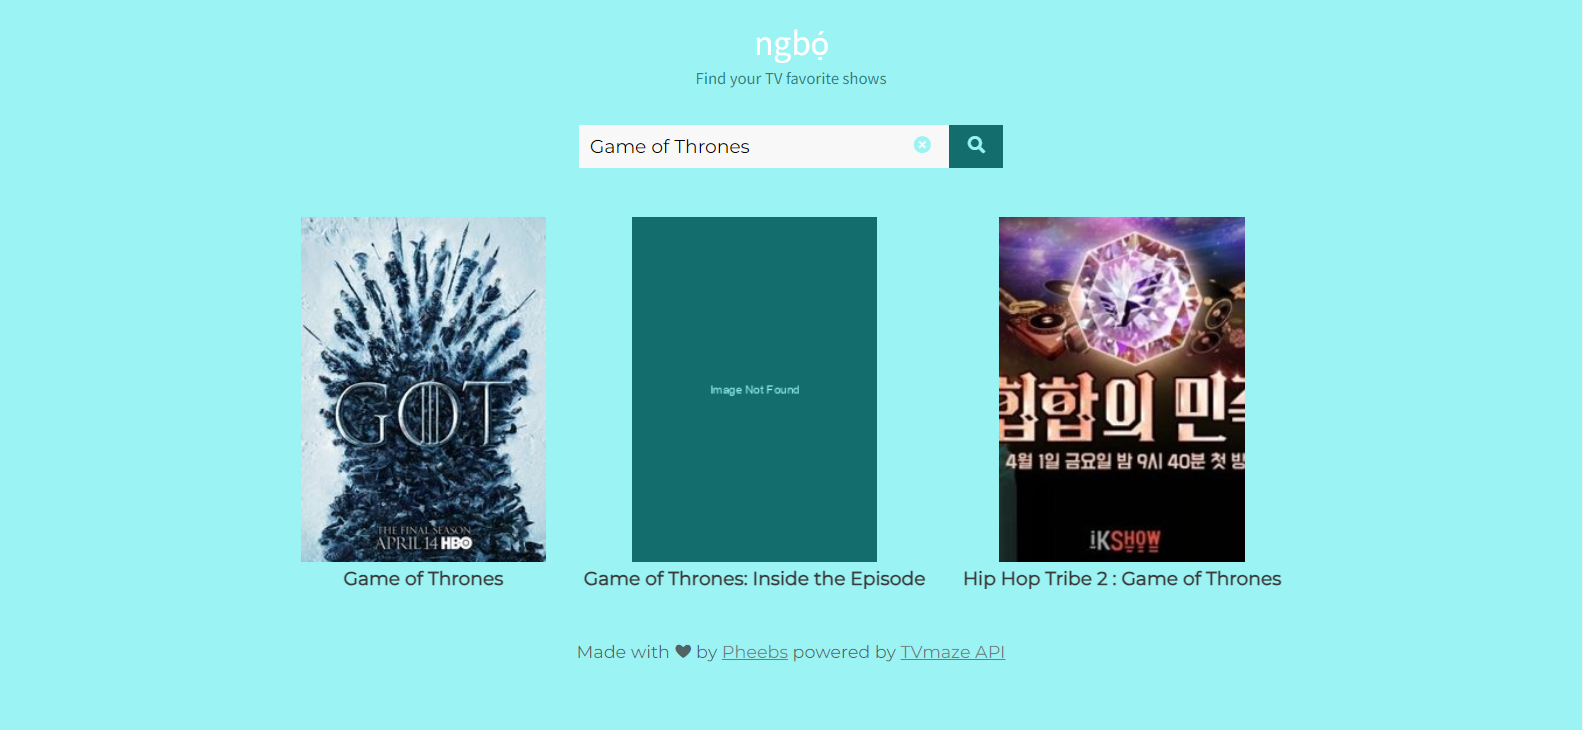 ngbọ́
Find your TV favorite shows
Game of Thrones
GOT
THE FINAL SEASON
APRIL 14 HBO
Image Not Found
힙합의 민족
4월 1일 금요일 밤 9시 40분 첫 방
iKSHOW
Game of Thrones
Game of Thrones: Inside the Episode
Hip Hop Tribe 2 : Game of Thrones
Made with ♥ by Pheebs powered by TVmaze API